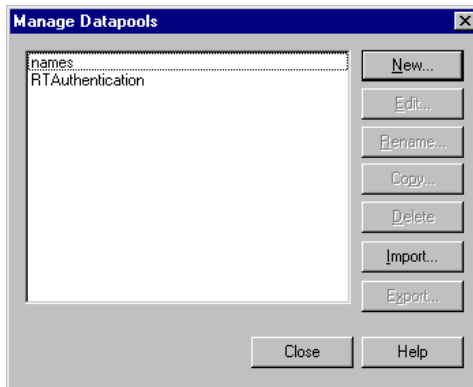 Manage Datapools
names
RTAuthentication
New...
Edit...
Rename...
Copy...
Delete
Import...
Export...
Close
Help